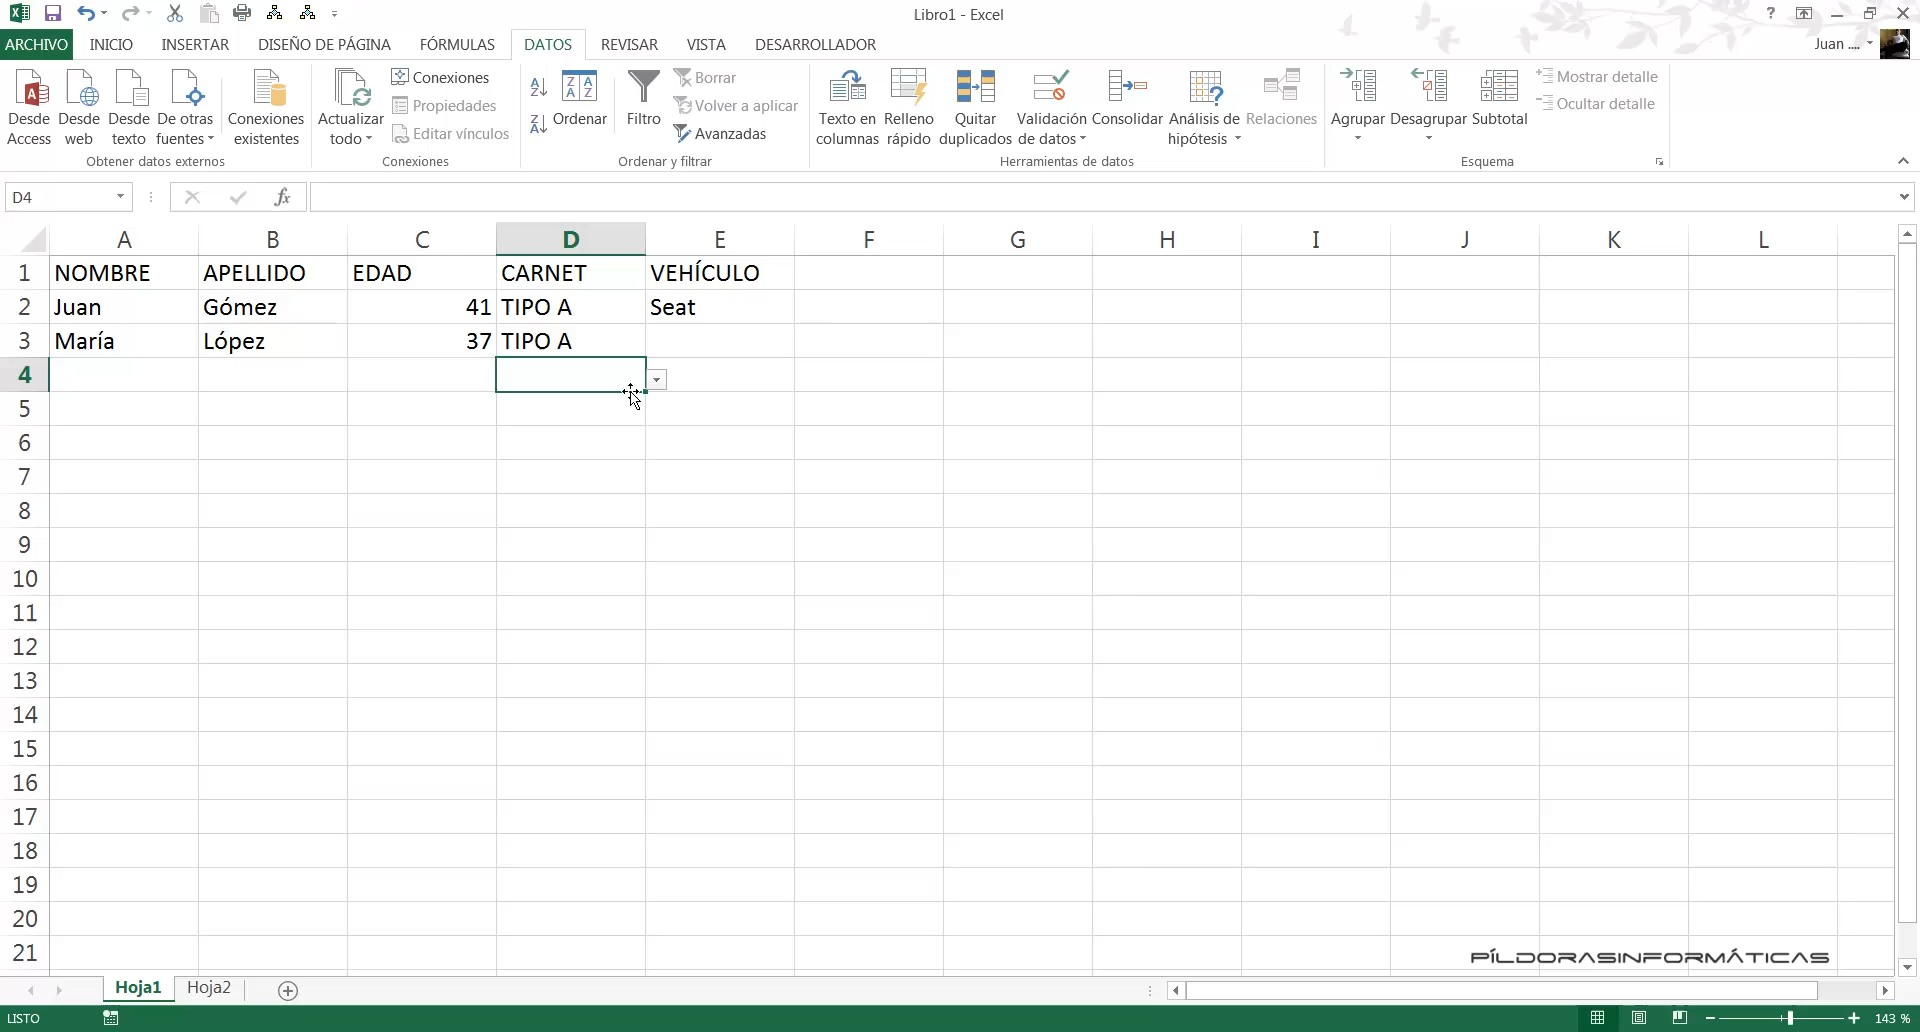 Libro1 - Excel
?
ARCHIVO INICIO INSERTAR DISEÑO DE PÁGINA FÓRMULAS DATOS REVISAR VISTA DESARROLLADOR Juan ....
Desde Access
Desde web
Desde texto
De otras fuentes
Obtener datos externos
Conexiones existentes
Actualizar todo
Conexiones
Propiedades
Editar vínculos
Conexiones
Ordenar
Filtro
Borrar
Volver a aplicar
Avanzadas
Ordenar y filtrar
Texto en columnas
Relleno rápido
Quitar duplicados
Validación de datos
Consolidar
Análisis de hipótesis
Relaciones
Herramientas de datos
Agrupar
Desagrupar
Subtotal
Mostrar detalle
Ocultar detalle
Esquema
D4 fx
A B C D E F G H I J K L
1 NOMBRE APELLIDO EDAD CARNET VEHÍCULO
2 Juan Gómez 41 TIPO A Seat
3 María López 37 TIPO A
4
5
6
7
8
9
10
11
12
13
14
15
16
17
18
19
20
21
PÍLDORASINFORMÁTICAS
Hoja1 Hoja2
LISTO 143 %